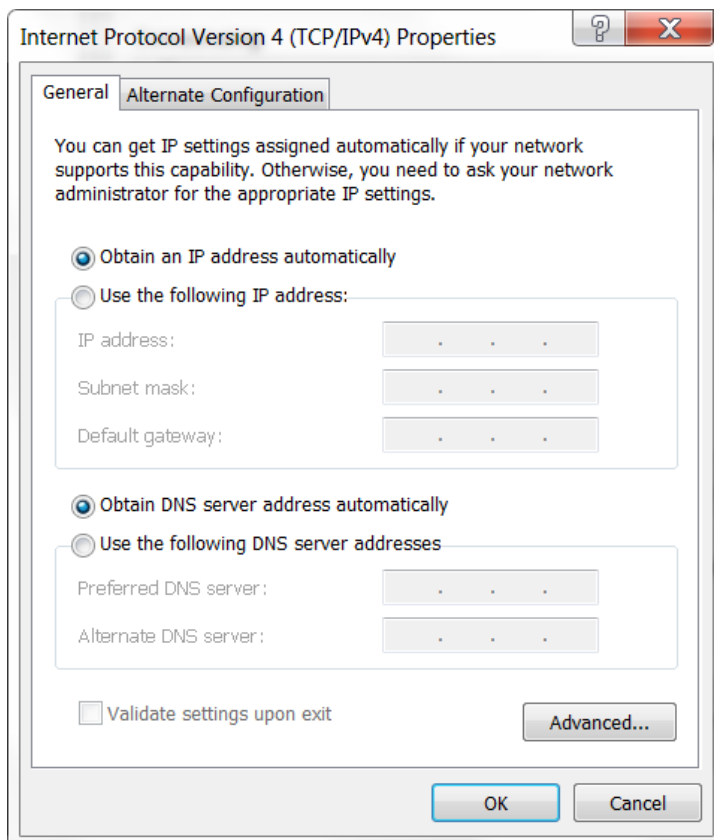 Internet Protocol Version 4 (TCP/IPv4) Properties
General
Alternate Configuration
You can get IP settings assigned automatically if your network
supports this capability. Otherwise, you need to ask your network
administrator for the appropriate IP settings.
Obtain an IP address automatically
Use the following IP address:
IP address:
Subnet mask:
Default gateway:
Obtain DNS server address automatically
Use the following DNS server addresses
Preferred DNS server:
Alternate DNS server:
Validate settings upon exit
Advanced...
OK
Cancel